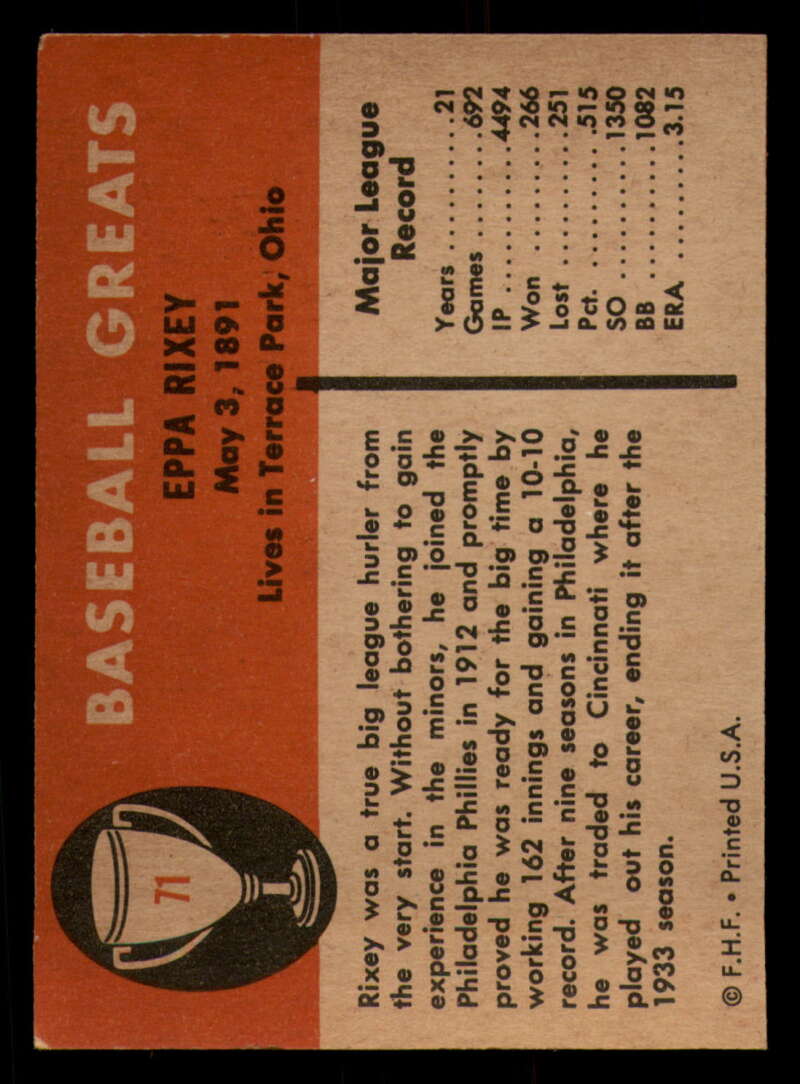 BASEBALL GREATS
71
EPPA RIXEY
May 3, 1891
Lives in Terrace Park, Ohio
Rixey was a true big league hurler from
the very start. Without bothering to gain
experience in the minors, he joined the
Philadelphia Phillies in 1912 and promptly
proved he was ready for the big time by
working 162 innings and gaining a 10-10
record. After nine seasons in Philadelphia,
he was traded to Cincinnati where he
played out his career, ending it after the
1933 season.
Major League
Record
Years ..........21
Games .........692
IP .............4494
Won ..........266
Lost ...........251
Pct. ...........515
SO ...........1350
BB ...........1082
ERA ..........3.15
© F.H.F. • Printed U.S.A.